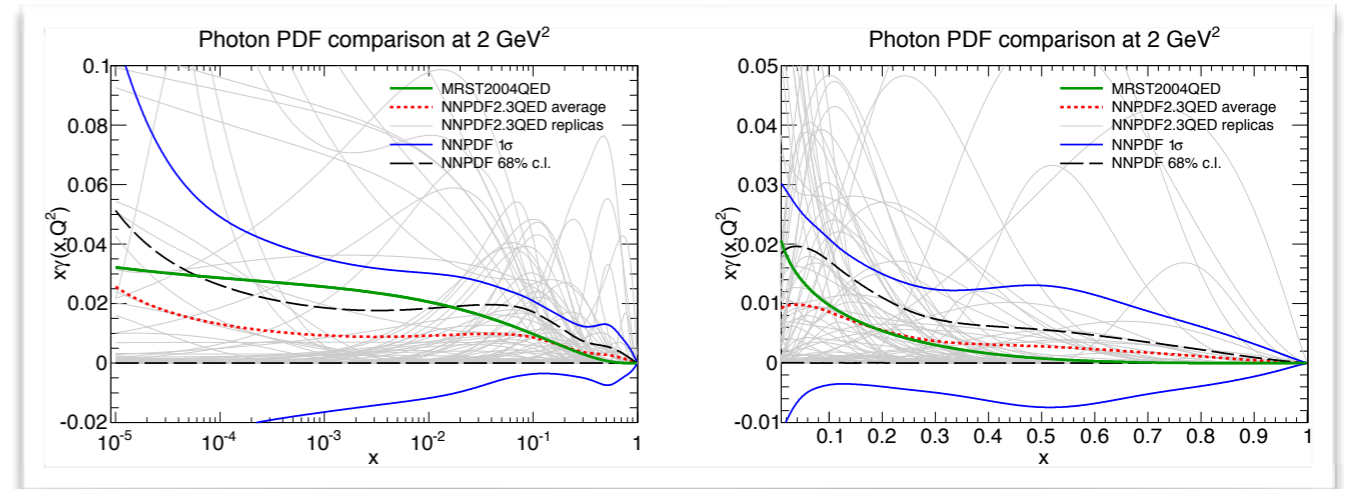 Photon PDF comparison at 2 GeV²
0.1
0.08
0.06
0.04
0.02
0
-0.02
xγ(x,Q²)
MRST2004QED
NNPDF2.3QED average
NNPDF2.3QED replicas
NNPDF 1σ
NNPDF 68% c.l.
10⁻⁵ 10⁻⁴ 10⁻³ 10⁻² 10⁻¹ 1
x
Photon PDF comparison at 2 GeV²
0.05
0.04
0.03
0.02
0.01
0
-0.01
xγ(x,Q²)
MRST2004QED
NNPDF2.3QED average
NNPDF2.3QED replicas
NNPDF 1σ
NNPDF 68% c.l.
0.1 0.2 0.3 0.4 0.5 0.6 0.7 0.8 0.9 1
x